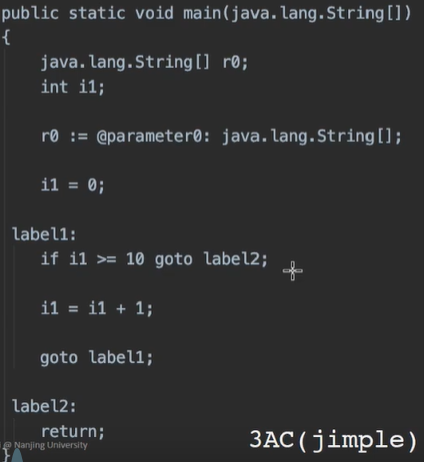 public static void main(java.lang.String[])
{
java.lang.String[] r0;
int i1;
r0 := @parameter0: java.lang.String[];
i1 = 0;
label1:
if i1 >= 10 goto label2;
i1 = i1 + 1;
goto label1;
label2:
return;
@ Nanjing University
}
3AC(jimple)